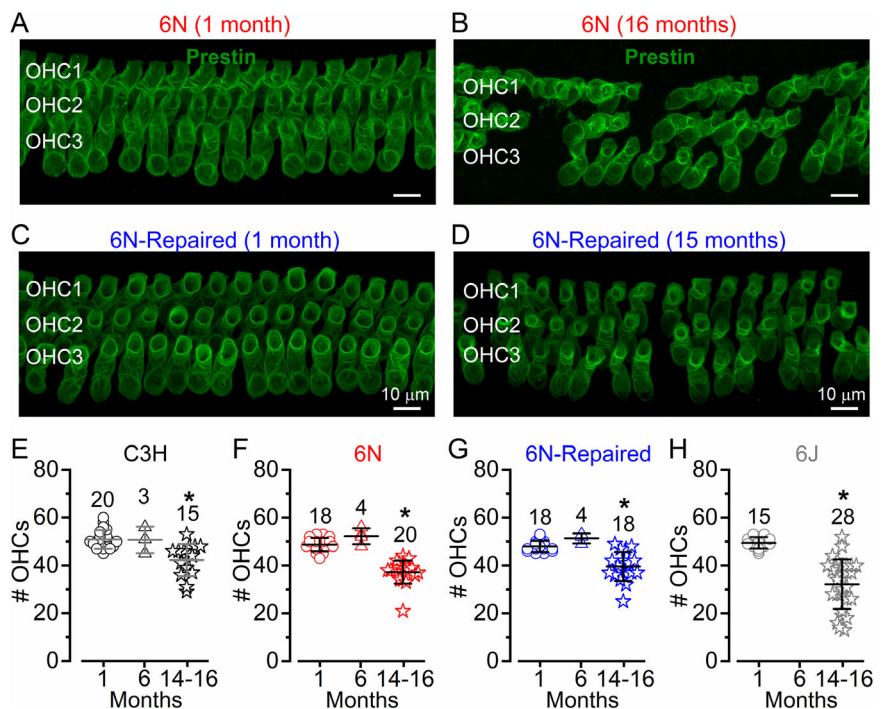 A 6N (1 month)
Prestin
OHC1
OHC2
OHC3
B 6N (16 months)
OHC1
OHC2
OHC3
C 6N-Repaired (1 month)
OHC1
OHC2
OHC3
10 μm
D 6N-Repaired (15 months)
OHC1
OHC2
OHC3
10 μm
E C3H
# OHCs
80
60
40
20
0
20 3 * 15
1 6 14-16
Months
F 6N
# OHCs
80
60
40
20
0
18 4 * 20
1 6 14-16
Months
G 6N-Repaired
# OHCs
80
60
40
20
0
18 4 * 18
1 6 14-16
Months
H 6J
# OHCs
80
60
40
20
0
15 * 28
1 6 14-16
Months